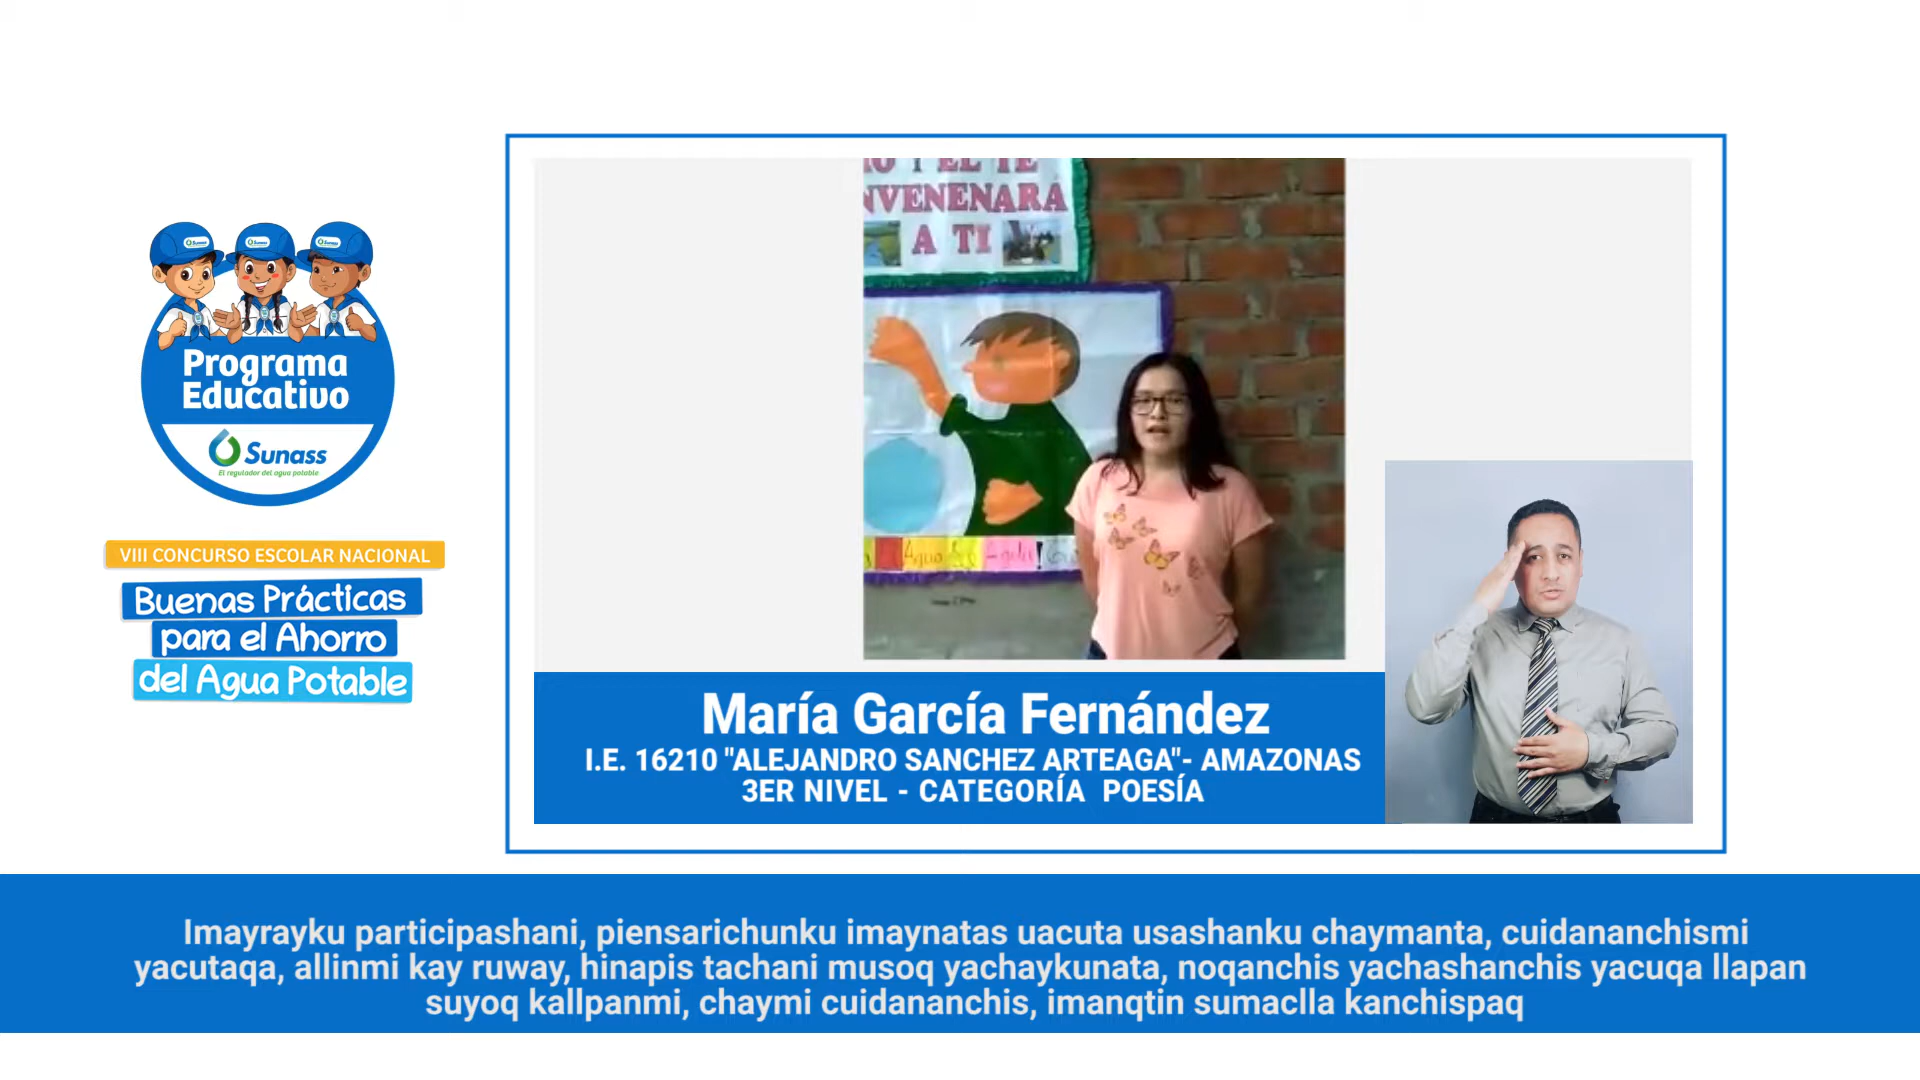 Programa
Educativo
Sunass
El regulador del agua potable
VIII CONCURSO ESCOLAR NACIONAL
Buenas Prácticas
para el Ahorro
del Agua Potable
NVENENARA
A TI
Agua
María García Fernández
I.E. 16210 "ALEJANDRO SANCHEZ ARTEAGA"- AMAZONAS
3ER NIVEL - CATEGORÍA POESÍA
Imayrayku participashani, piensarichunku imaynatas uacuta usashanku chaymanta, cuidananchismi
yacutaqa, allinmi kay ruway, hinapis tachani musoq yachaykunata, noqanchis yachashanchis yacuqa llapan
suyoq kallpanmi, chaymi cuidananchis, imanqtin sumaclla kanchispaq